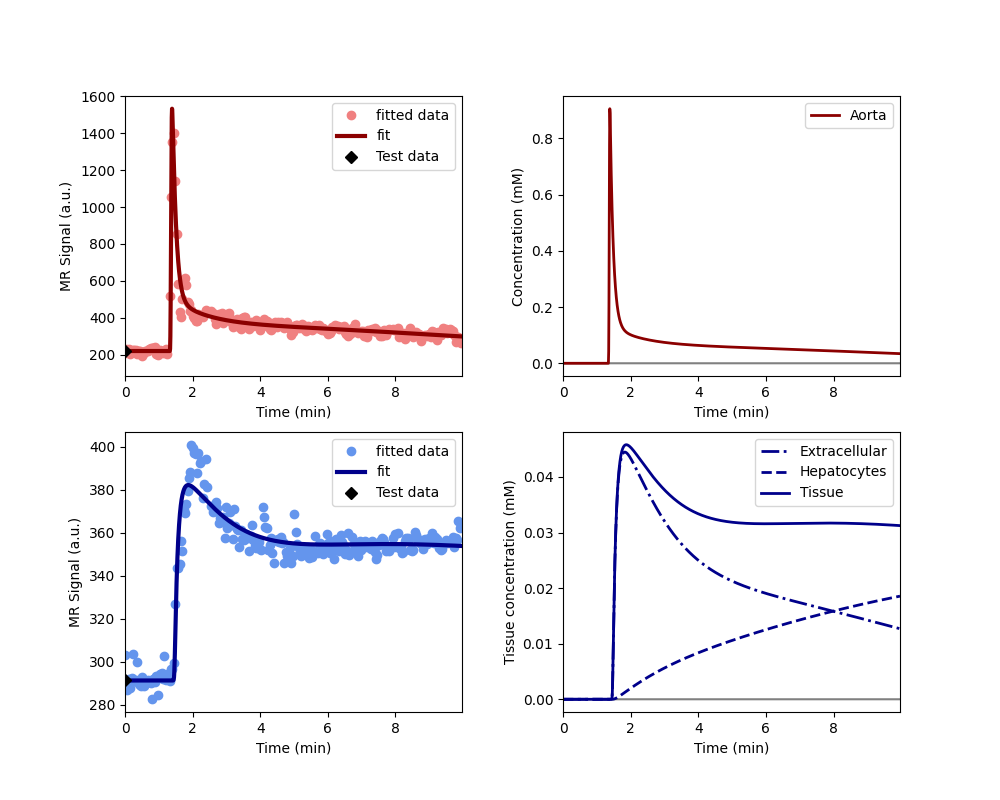 1600
1400
1200
1000
800
600
400
200
MR Signal (a.u.)
0 2 4 6 8
Time (min)
fitted data
fit
Test data
0.8
0.6
0.4
0.2
0.0
Concentration (mM)
0 2 4 6 8
Time (min)
Aorta
400
380
360
340
320
300
280
MR Signal (a.u.)
0 2 4 6 8
Time (min)
fitted data
fit
Test data
0.04
0.03
0.02
0.01
0.00
Tissue concentration (mM)
0 2 4 6 8
Time (min)
Extracellular
Hepatocytes
Tissue